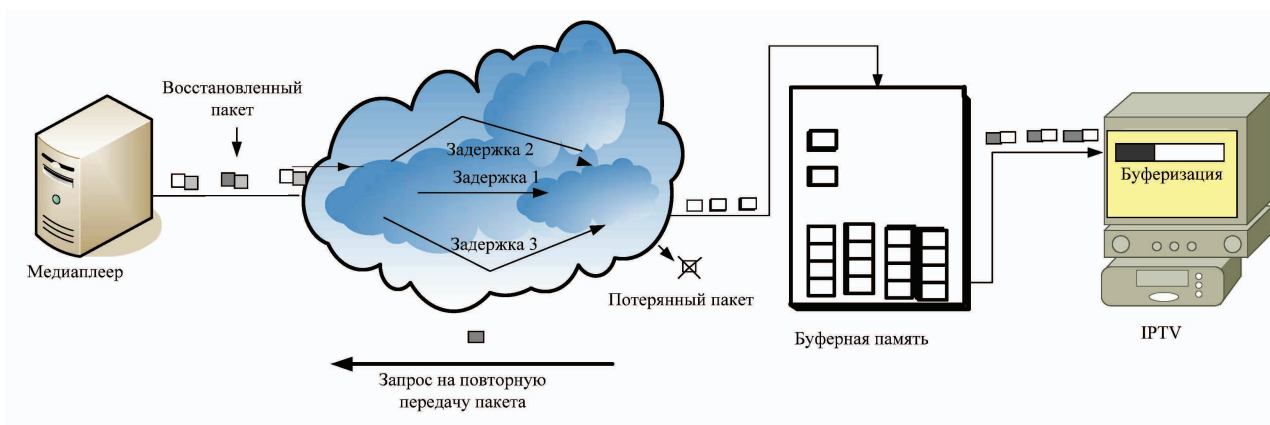 Восстановленный
пакет
Медиаплеер
Задержка 2
Задержка 1
Задержка 3
Потерянный пакет
Запрос на повторную
передачу пакета
Буферная память
Буферизация
IPTV